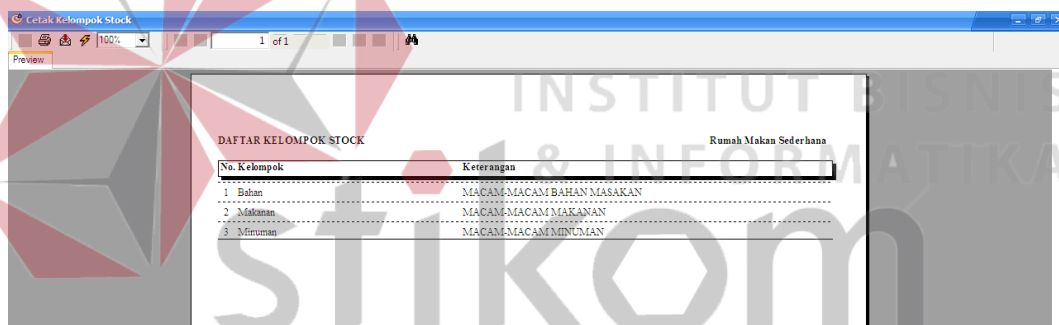 Cetak Kelompok Stock
100% 1 of 1
Preview
INSTITUT BISNIS
DAFTAR KELOMPOK STOCK Rumah Makan Sederhana
& INFORMATIKA
No. Kelompok Keterangan
1 Bahan MACAM-MACAM BAHAN MASAKAN
2 Makanan MACAM-MACAM MAKANAN
3 Minuman MACAM-MACAM MINUMAN
stikom